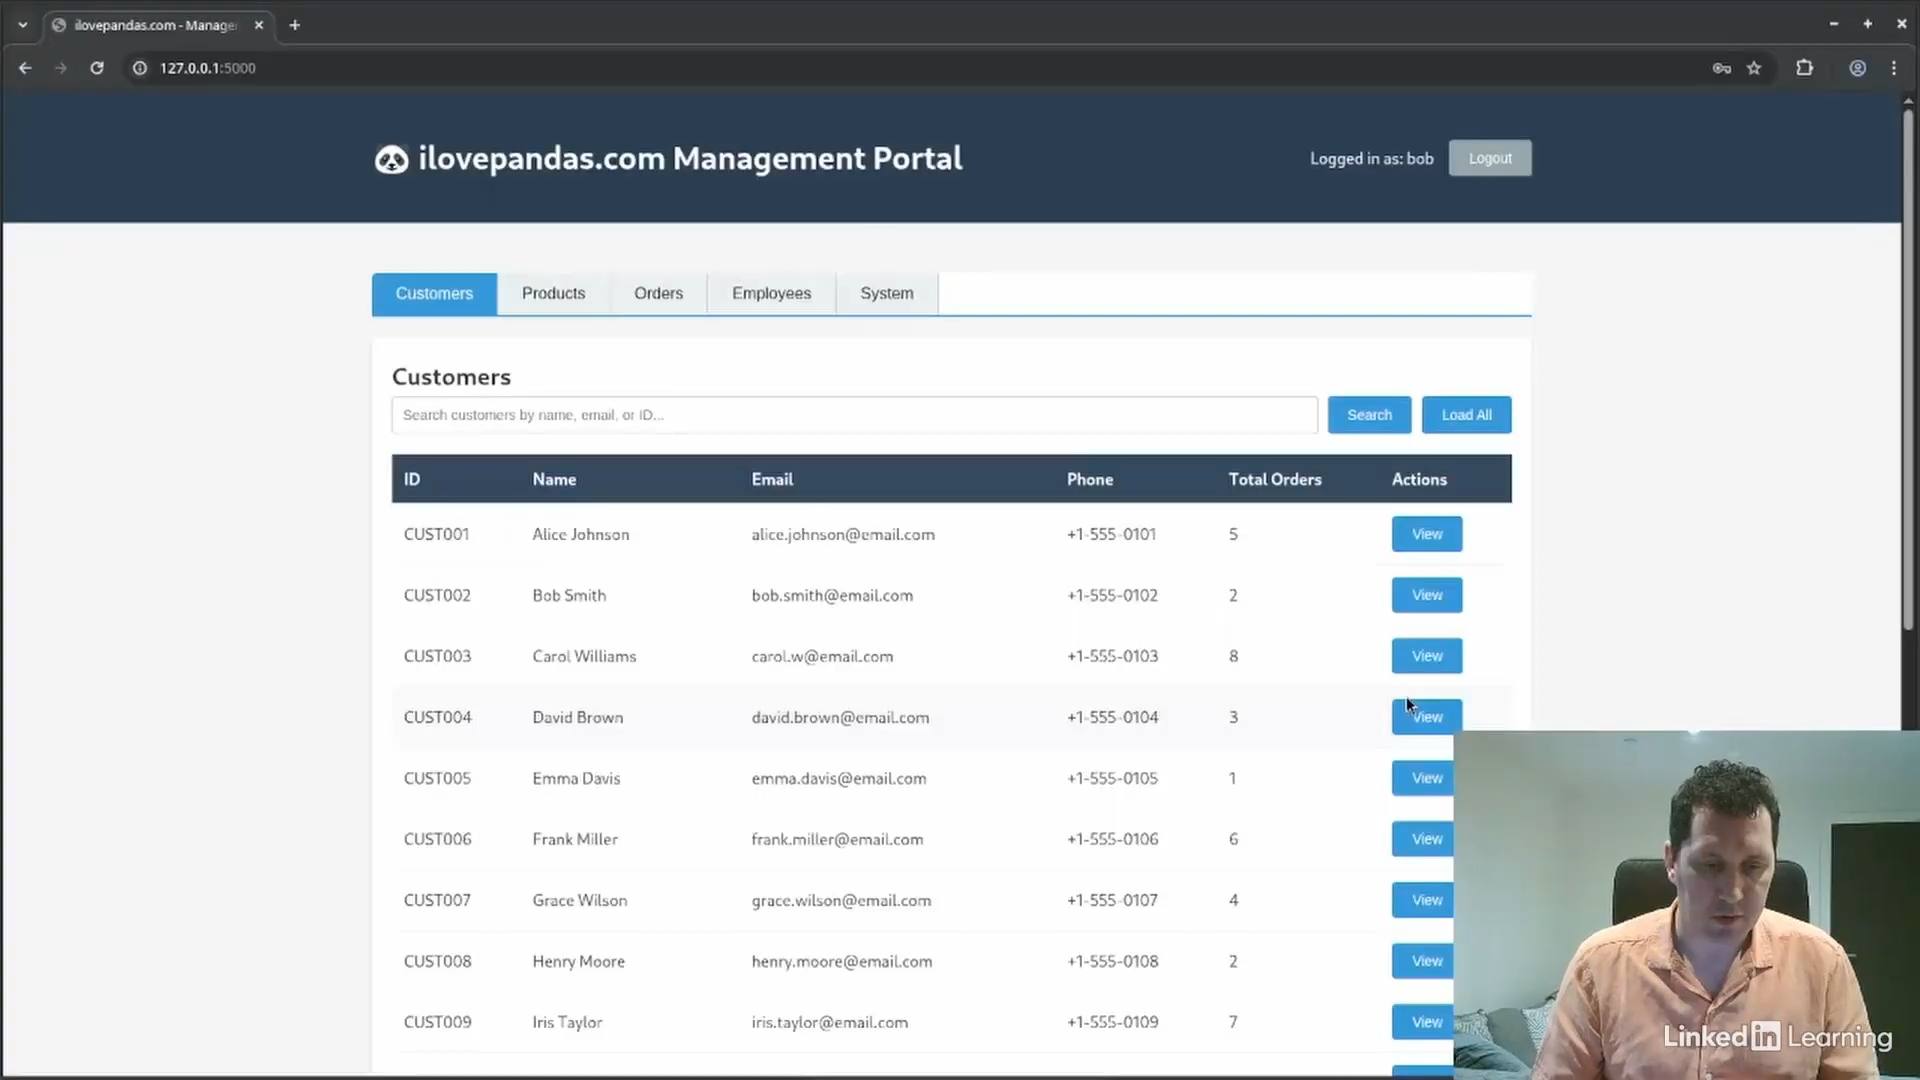 ilovepandas.com - Manage
127.0.0.1:5000
ilovepandas.com Management Portal
Logged in as: bob
Logout
Customers
Products
Orders
Employees
System
Customers
Search customers by name, email, or ID...
Search
Load All
ID Name Email Phone Total Orders Actions
CUST001 Alice Johnson alice.johnson@email.com +1-555-0101 5 View
CUST002 Bob Smith bob.smith@email.com +1-555-0102 2 View
CUST003 Carol Williams carol.w@email.com +1-555-0103 8 View
CUST004 David Brown david.brown@email.com +1-555-0104 3 View
CUST005 Emma Davis emma.davis@email.com +1-555-0105 1 View
CUST006 Frank Miller frank.miller@email.com +1-555-0106 6 View
CUST007 Grace Wilson grace.wilson@email.com +1-555-0107 4 View
CUST008 Henry Moore henry.moore@email.com +1-555-0108 2 View
CUST009 Iris Taylor iris.taylor@email.com +1-555-0109 7 View
Linked in Learning